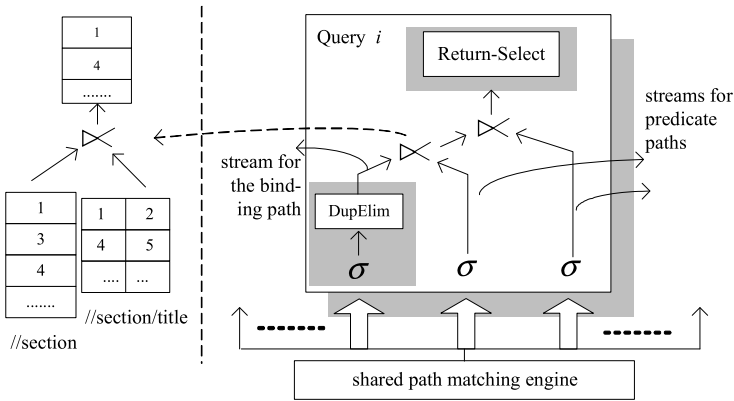 1
4
.......
1
3
4
.......
//section
1 2
4 5
.... ...
//section/title
Query i
Return-Select
streams for
predicate
paths
stream for
the bind-
ing path
DupElim
σ σ σ
shared path matching engine